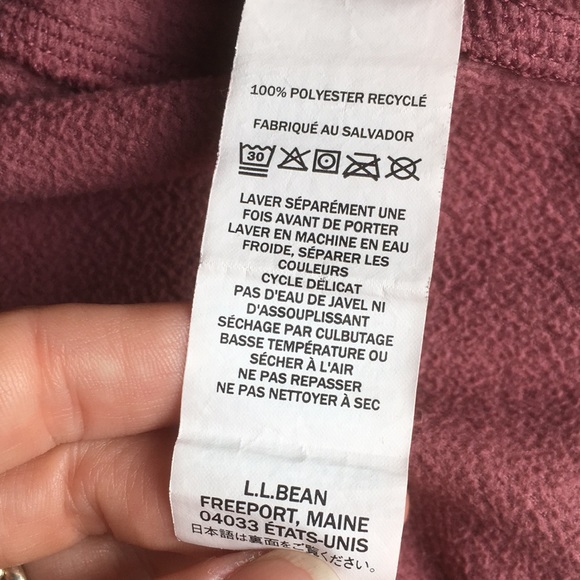 100% POLYESTER RECYCLÉ
FABRIQUÉ AU SALVADOR
30
LAVER SÉPARÉMENT UNE
FOIS AVANT DE PORTER
LAVER EN MACHINE EN EAU
FROIDE, SÉPARER LES
COULEURS
CYCLE DÉLICAT
PAS D'EAU DE JAVEL NI
D'ASSOUPLISSANT
SÉCHAGE PAR CULBUTAGE
BASSE TEMPÉRATURE OU
SÉCHER À L'AIR
NE PAS REPASSER
NE PAS NETTOYER À SEC
L.L.BEAN
FREEPORT, MAINE
04033 ÉTATS-UNIS
日本語は裏面をご覧ください。